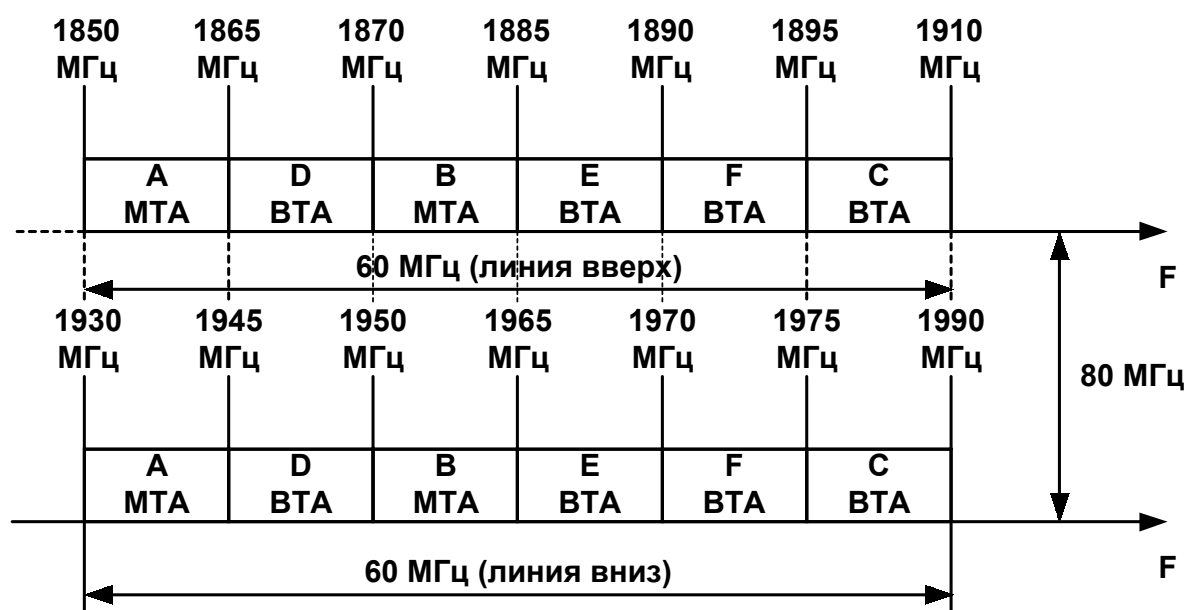 1850 1865 1870 1885 1890 1895 1910
МГц МГц МГц МГц МГц МГц МГц
A D B E F C
MTA BTA MTA BTA BTA BTA
60 МГц (линия вверх)
F
1930 1945 1950 1965 1970 1975 1990
МГц МГц МГц МГц МГц МГц МГц
80 МГц
A D B E F C
MTA BTA MTA BTA BTA BTA
60 МГц (линия вниз)
F